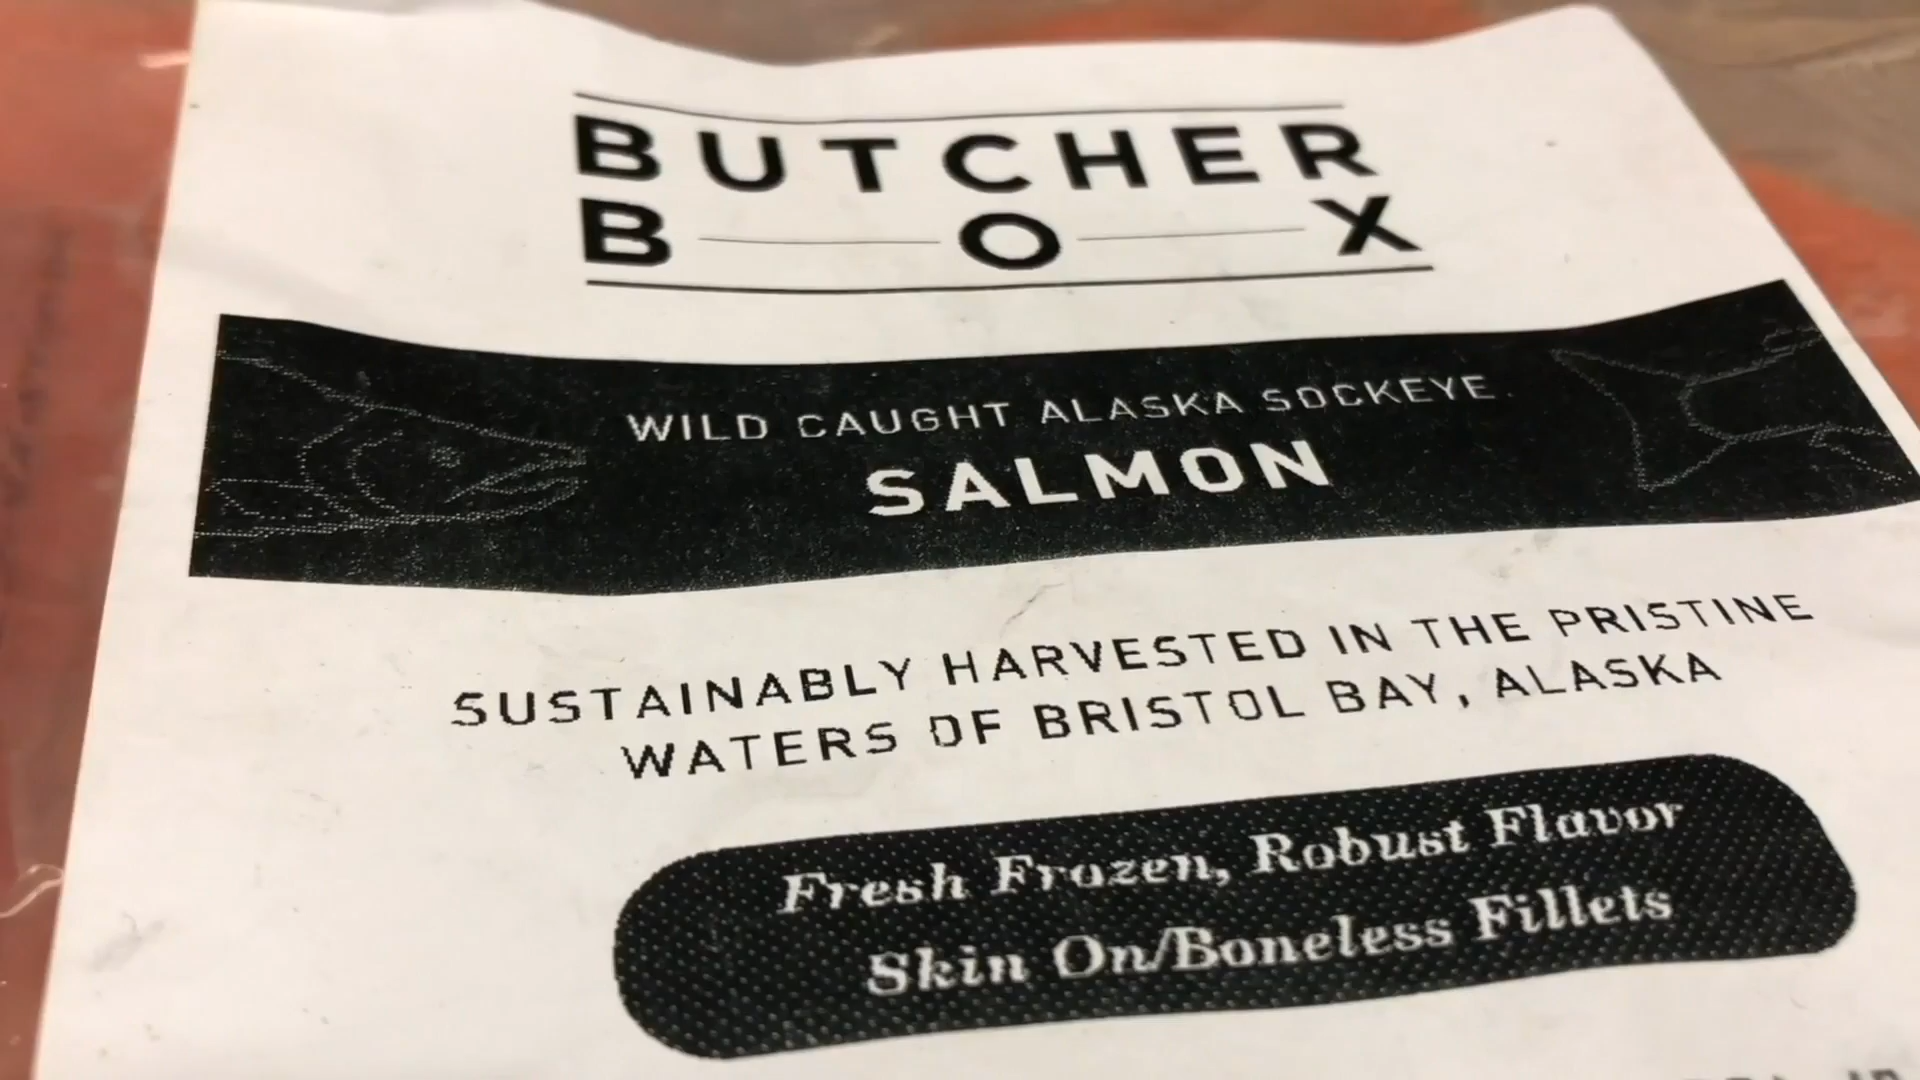 BUTCHER
BOX
WILD CAUGHT ALASKA SOCKEYE
SALMON
SUSTAINABLY HARVESTED IN THE PRISTINE
WATERS OF BRISTOL BAY, ALASKA
Fresh Frozen, Robust Flavor
Skin On/Boneless Fillets